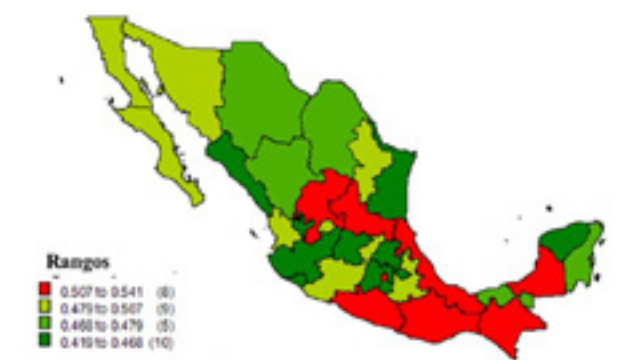 Rangos
0.507 to 0.541 (8)
0.479 to 0.507 (9)
0.468 to 0.479 (5)
0.419 to 0.468 (10)